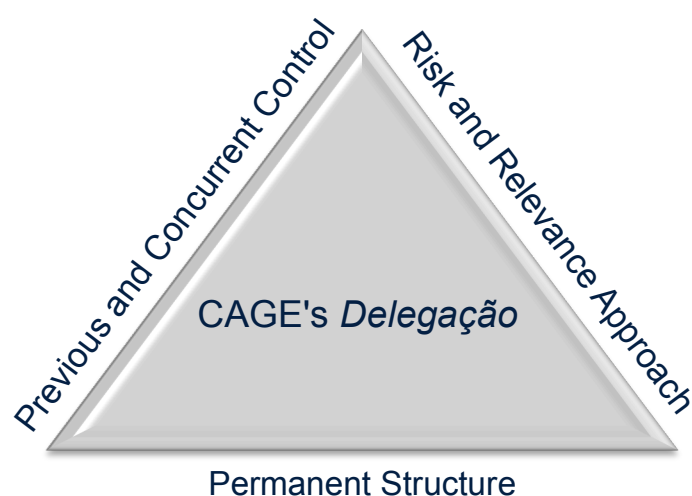 Previous and Concurrent Control
Risk and Relevance Approach
CAGE's Delegação
Permanent Structure